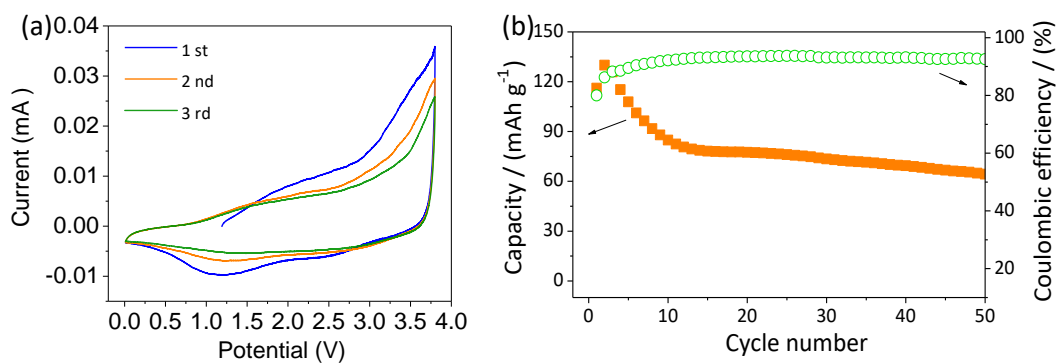 (a)
1 st
2 nd
3 rd
Current (mA)
0.04
0.03
0.02
0.01
0.00
-0.01
0.0 0.5 1.0 1.5 2.0 2.5 3.0 3.5 4.0
Potential (V)
(b)
Capacity / (mAh g⁻¹)
150
120
90
60
30
0
0 10 20 30 40 50
Cycle number
100
80
60
40
20
Coulombic efficiency / (%)